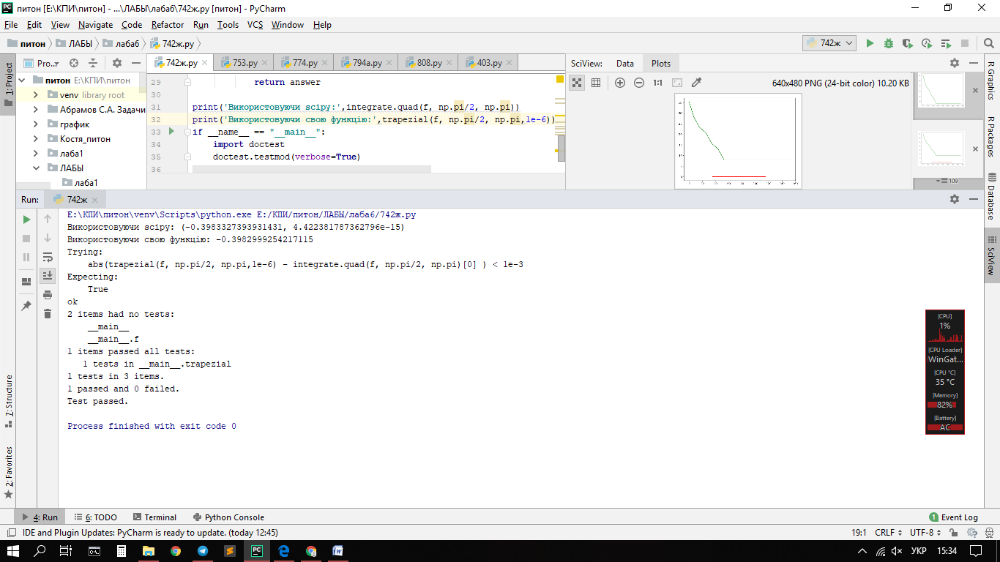 питон [E:\КПИ\питон] - ...\ЛАБЫ\лаба6\742ж.py [питон] - PyCharm
File Edit View Navigate Code Refactor Run Tools VCS Window Help
питон ЛАБЫ лаба6 742ж.py 742ж
1: Project
Pro..
742ж.py 753.py 774.py 794a.py 808.py 403.py
SciView: Data Plots
питон E:\КПИ\питон
venv library root
Абрамов С.А. Задачи
график
Костя_питон
лаба1
ЛАБЫ
лаба1
29 return answer
30
31 print('Використовуючи scipy:',integrate.quad(f, np.pi/2, np.pi))
32 print('Використовуючи свою функцію:',trapezial(f, np.pi/2, np.pi,1e-6))
33 if __name__ == "__main__":
34 import doctest
35 doctest.testmod(verbose=True)
36
1:1 640x480 PNG (24-bit color) 10.20 KB
109
R Graphics
R Packages
Database
SciView
Run: 742ж
E:\КПИ\питон\venv\Scripts\python.exe E:/КПИ/питон/ЛАБЫ/лаба6/742ж.py
Використовуючи scipy: (-0.3983327393931431, 4.422381787362796e-15)
Використовуючи свою функцію: -0.3982999254217115
Trying:
abs(trapezial(f, np.pi/2, np.pi,1e-6) - integrate.quad(f, np.pi/2, np.pi)[0] ) < 1e-3
Expecting:
True
ok
2 items had no tests:
__main__
__main__.f
1 items passed all tests:
1 tests in __main__.trapezial
1 tests in 3 items.
1 passed and 0 failed.
Test passed.
Process finished with exit code 0
7: Structure
2: Favorites
[CPU]
1%
[CPU Loader]
WinGat...
[CPU °C]
35 °C
[Memory]
82%
[Battery]
AC
4: Run 6: TODO Terminal Python Console 1 Event Log
IDE and Plugin Updates: PyCharm is ready to update. (today 12:45) 19:1 CRLF UTF-8
УКР 15:34